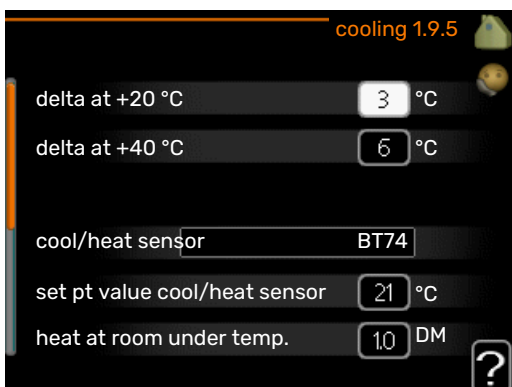 cooling 1.9.5
delta at +20 °C 3 °C
delta at +40 °C 6 °C
cool/heat sensor BT74
set pt value cool/heat sensor 21 °C
heat at room under temp. 1.0 DM
?